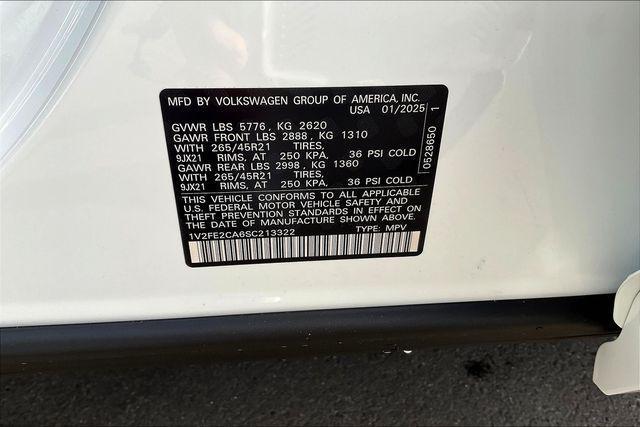 MFD BY VOLKSWAGEN GROUP OF AMERICA, INC.
USA 01/2025
GVWR LBS 5776, KG 2620
GAWR FRONT LBS 2888, KG 1310
WITH 265/45R21 TIRES,
9JX21 RIMS, AT 250 KPA, 36 PSI COLD
GAWR REAR LBS 2998, KG 1360
WITH 265/45R21 TIRES,
9JX21 RIMS, AT 250 KPA, 36 PSI COLD
THIS VEHICLE CONFORMS TO ALL APPLICABLE
U.S. FEDERAL MOTOR VEHICLE SAFETY AND
THEFT PREVENTION STANDARDS IN EFFECT ON
THE DATE OF MANUFACTURE SHOWN ABOVE.
1V2FE2CA6SC213322 TYPE: MPV
0528650 1